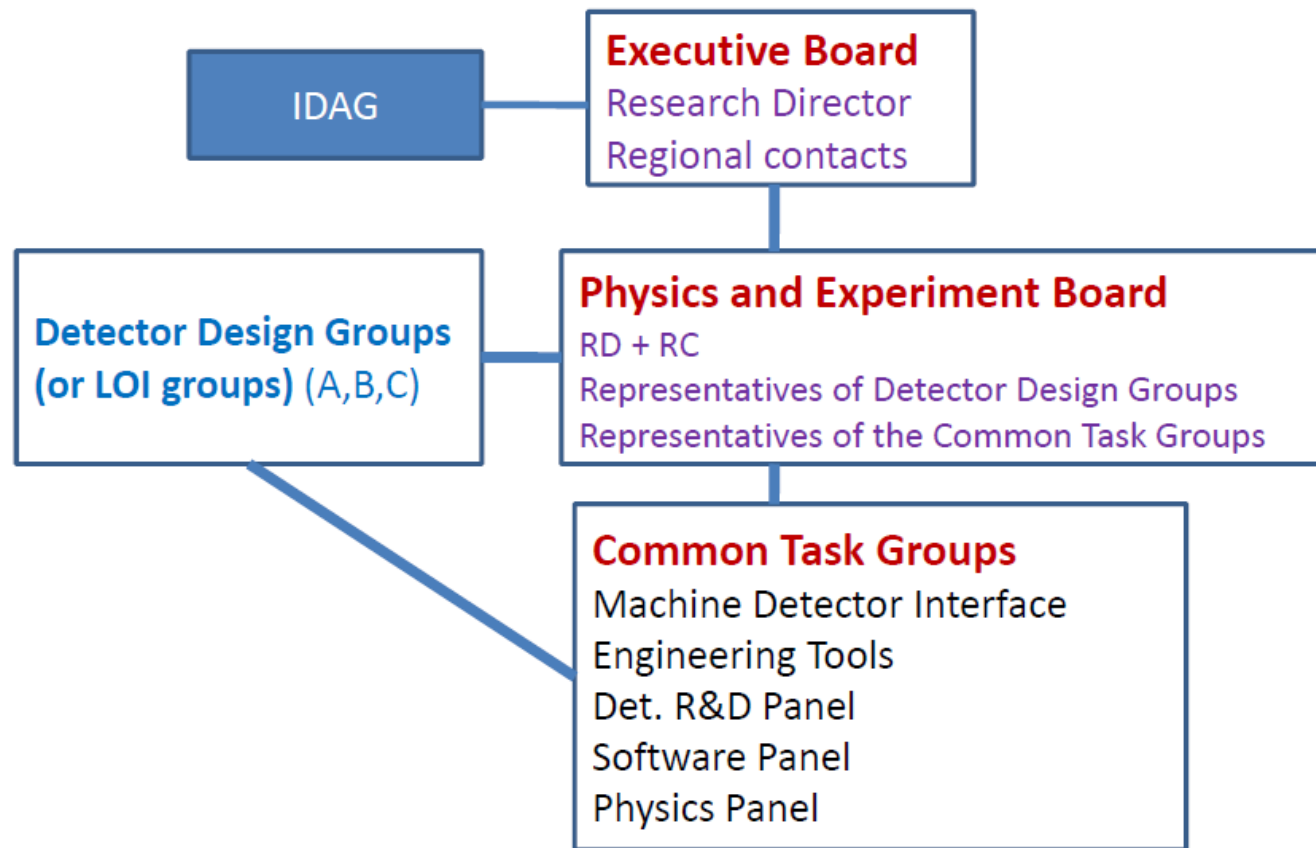 IDAG
Executive Board
Research Director
Regional contacts
Detector Design Groups
(or LOI groups) (A,B,C)
Physics and Experiment Board
RD + RC
Representatives of Detector Design Groups
Representatives of the Common Task Groups
Common Task Groups
Machine Detector Interface
Engineering Tools
Det. R&D Panel
Software Panel
Physics Panel